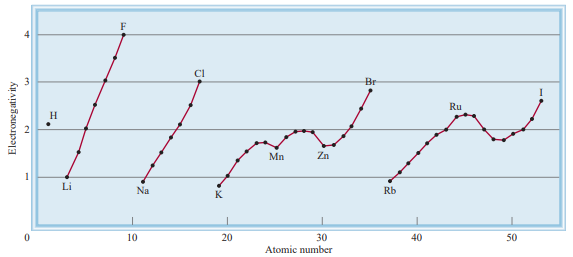 F
4
Cl
3
Br
I
H
Ru
2
Mn
Zn
1
Li
Na
K
Rb
0
10
20
30
40
50
Electronegativity
Atomic number